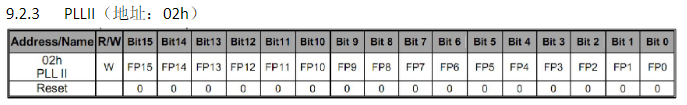 9.2.3 PLLII（地址：02h）
Address/Name R/W Bit15 Bit14 Bit13 Bit12 Bit11 Bit10 Bit 9 Bit 8 Bit 7 Bit 6 Bit 5 Bit 4 Bit 3 Bit 2 Bit 1 Bit 0
02h
PLL II W FP15 FP14 FP13 FP12 FP11 FP10 FP9 FP8 FP7 FP6 FP5 FP4 FP3 FP2 FP1 FP0
Reset 0 0 0 0 0 0 0 0 0 0 0 0 0 0 0 0